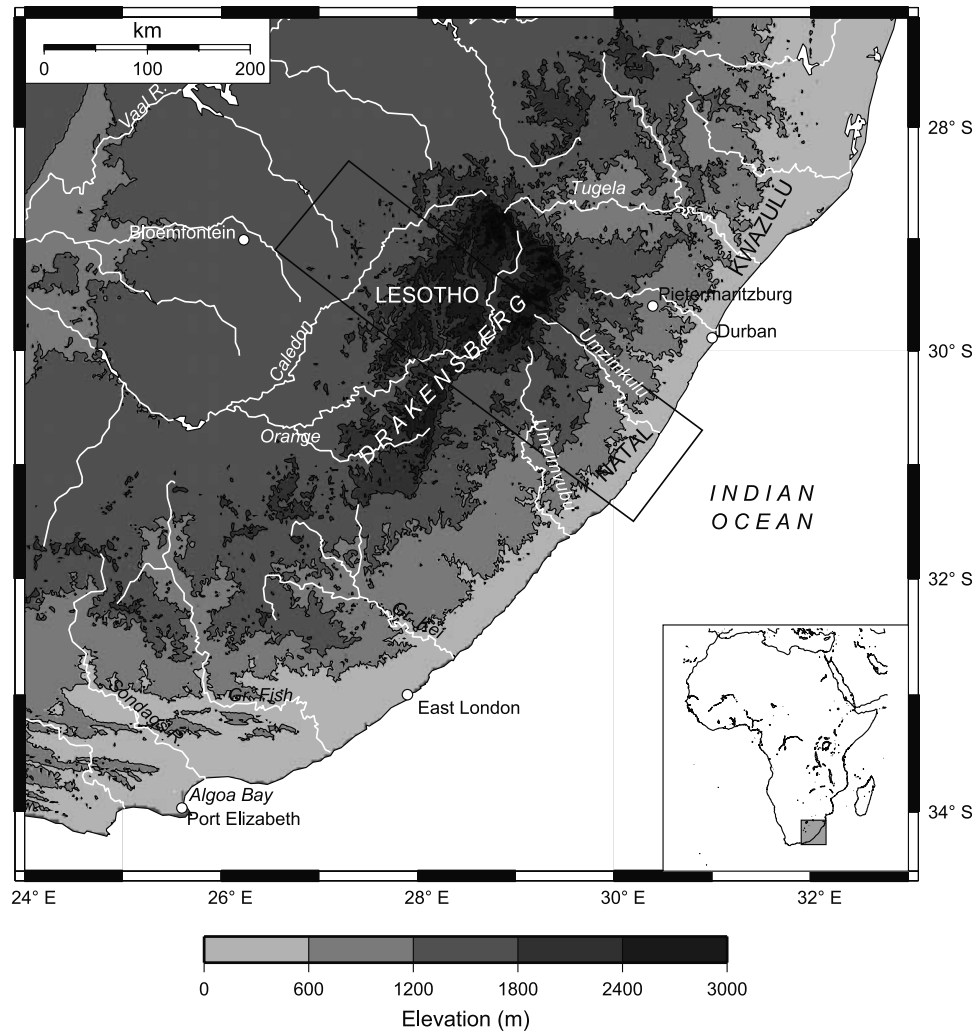 km
0 100 200
Vaal R.
28° S
Tugela
KWAZULU
Bloemfontein
LESOTHO
Pietermaritzburg
Durban
DRAKENSBERG
Caledon
Umzimkulu
30° S
Orange
Umzimvubu
NATAL
INDIAN
OCEAN
32° S
Gr. Kei
Sondags
Gr. Fish
East London
Algoa Bay
Port Elizabeth
34° S
24° E 26° E 28° E 30° E 32° E
0 600 1200 1800 2400 3000
Elevation (m)